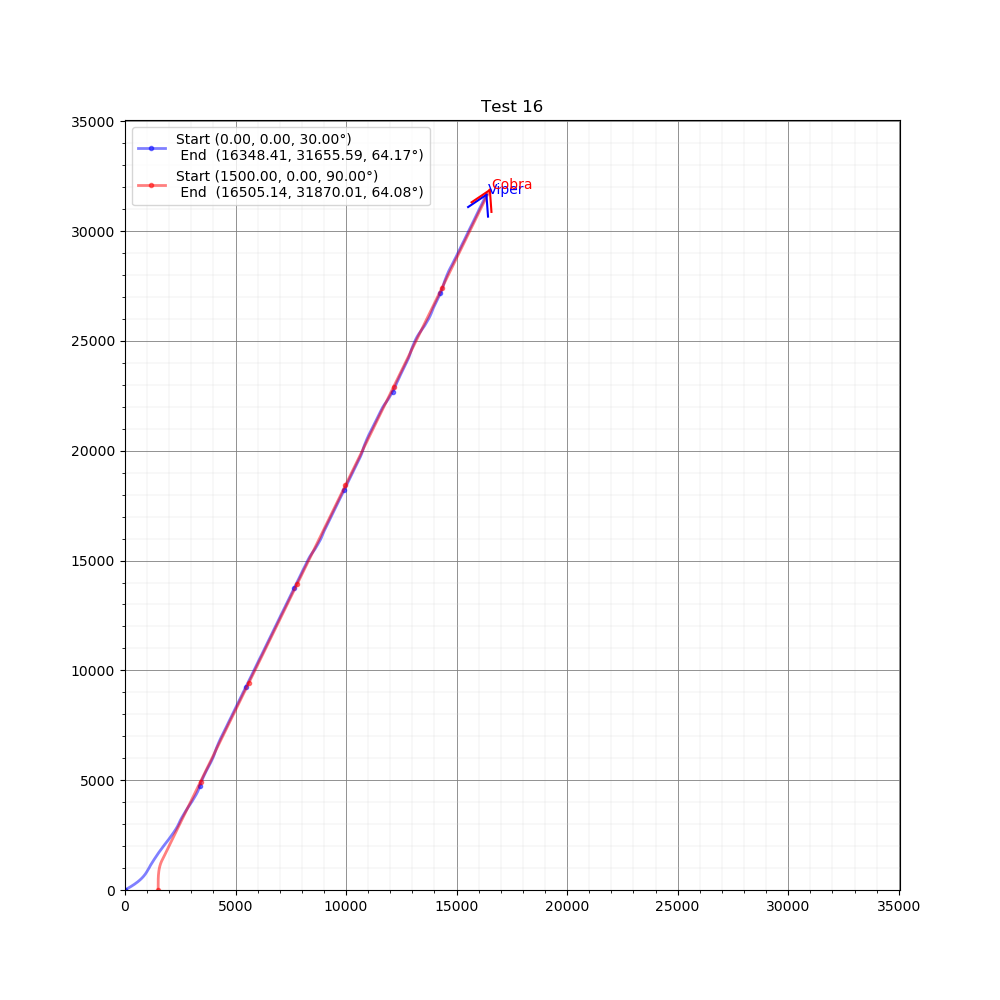 Test 16
Start (0.00, 0.00, 30.00°)
End  (16348.41, 31655.59, 64.17°)
Start (1500.00, 0.00, 90.00°)
End  (16505.14, 31870.01, 64.08°)
Cobra
Viper
35000
30000
25000
20000
15000
10000
5000
0
0 5000 10000 15000 20000 25000 30000 35000